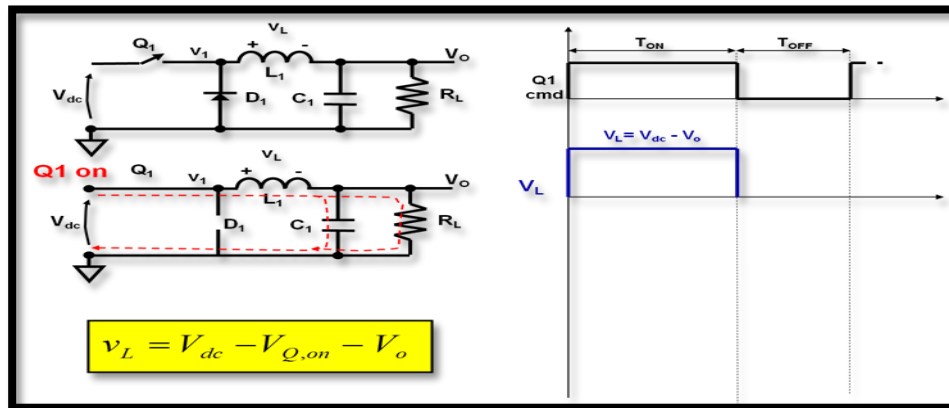 Q1
v1
VL
+ -
L1
Vo
Vdc
D1
C1
RL
Q1 on
Q1
v1
VL
+ -
L1
Vo
Vdc
D1
C1
RL
vL = Vdc − VQ,on − Vo
TON
TOFF
Q1
cmd
VL= Vdc - Vo
VL